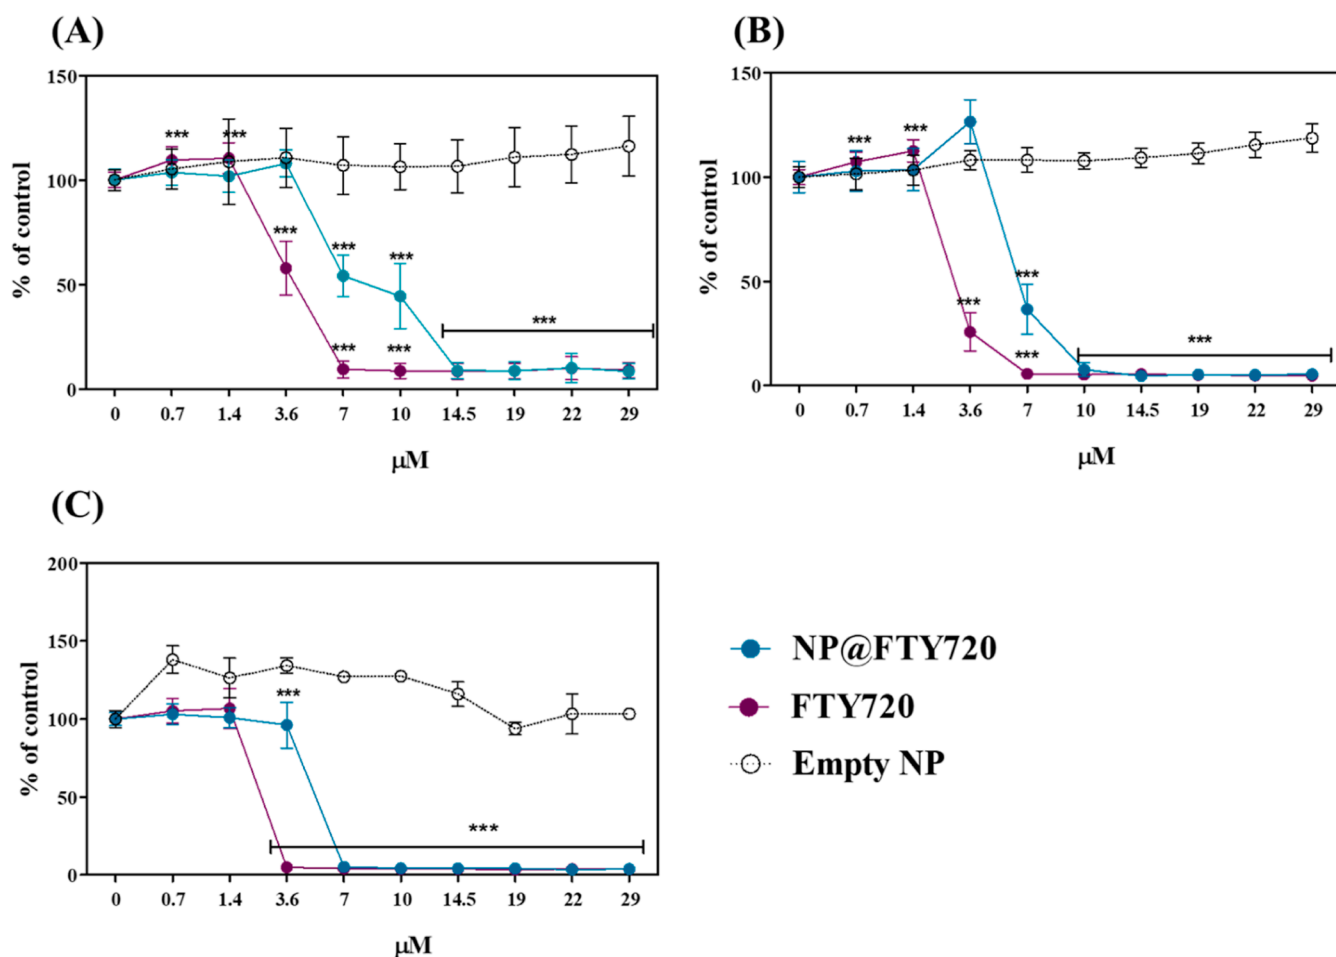 (A)
150
100
50
0
% of control
*** ***
***
***
***
***
***
***
0 0.7 1.4 3.6 7 10 14.5 19 22 29
μM
(B)
150
100
50
0
% of control
*** ***
***
***
***
***
0 0.7 1.4 3.6 7 10 14.5 19 22 29
μM
(C)
200
150
100
50
0
% of control
***
***
0 0.7 1.4 3.6 7 10 14.5 19 22 29
μM
NP@FTY720
FTY720
Empty NP